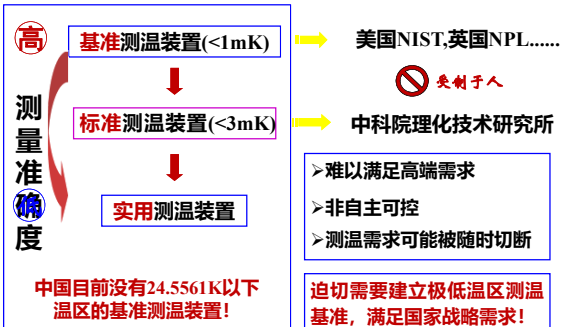 高
基准测温装置(<1mK)
美国NIST,英国NPL......
受制于人
测量准确度
标准测温装置(<3mK)
中科院理化技术研究所
实用测温装置
➢难以满足高端需求
➢非自主可控
➢测温需求可能被随时切断
中国目前没有24.5561K以下
温区的基准测温装置！
迫切需要建立极低温区测温
基准，满足国家战略需求！